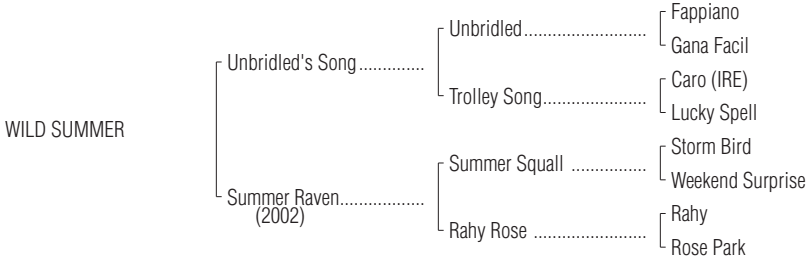 Fappiano
Unbridled..........................
Gana Facil
Unbridled's Song..............
Caro (IRE)
Trolley Song......................
Lucky Spell
WILD SUMMER
Storm Bird
Summer Squall ................
Weekend Surprise
Summer Raven..................
(2002)
Rahy
Rahy Rose ........................
Rose Park